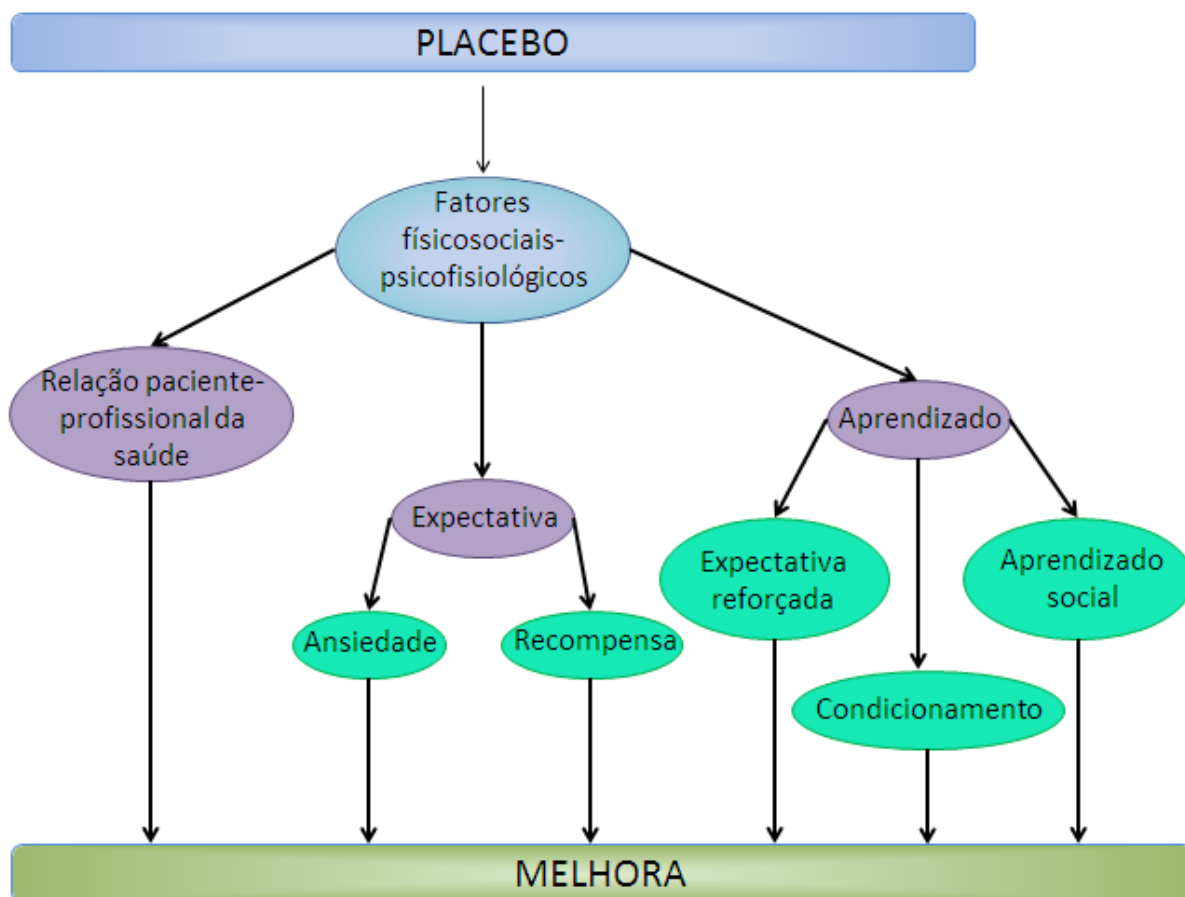 PLACEBO
Fatores
físicosociais-
psicofisiológicos
Relação paciente-
profissional da
saúde
Aprendizado
Expectativa
Expectativa
reforçada
Aprendizado
social
Ansiedade
Recompensa
Condicionamento
MELHORA